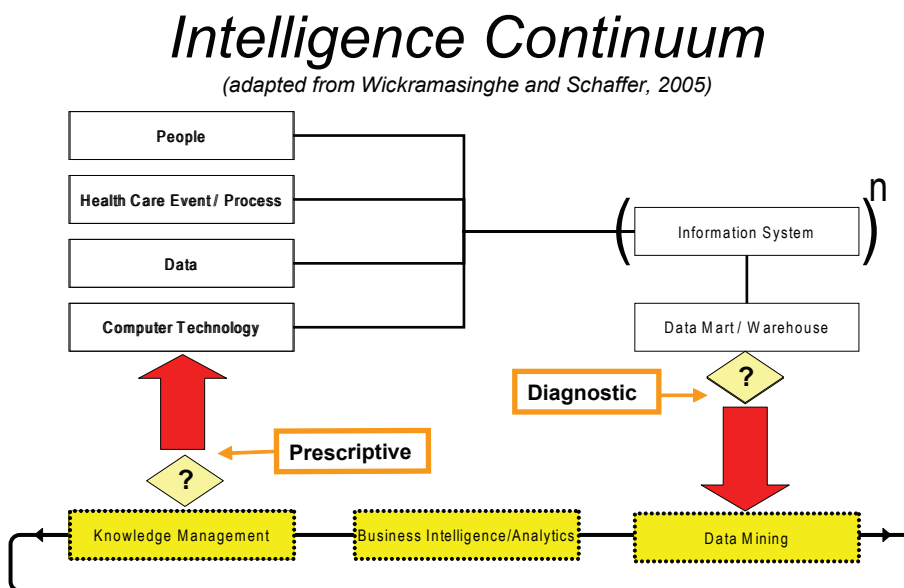 Intelligence Continuum
(adapted from Wickramasinghe and Schaffer, 2005)
People
Health Care Event / Process
Data
Computer Technology
( Information System )n
Data Mart / Warehouse
?
Diagnostic
Prescriptive
?
Knowledge Management
Business Intelligence/Analytics
Data Mining